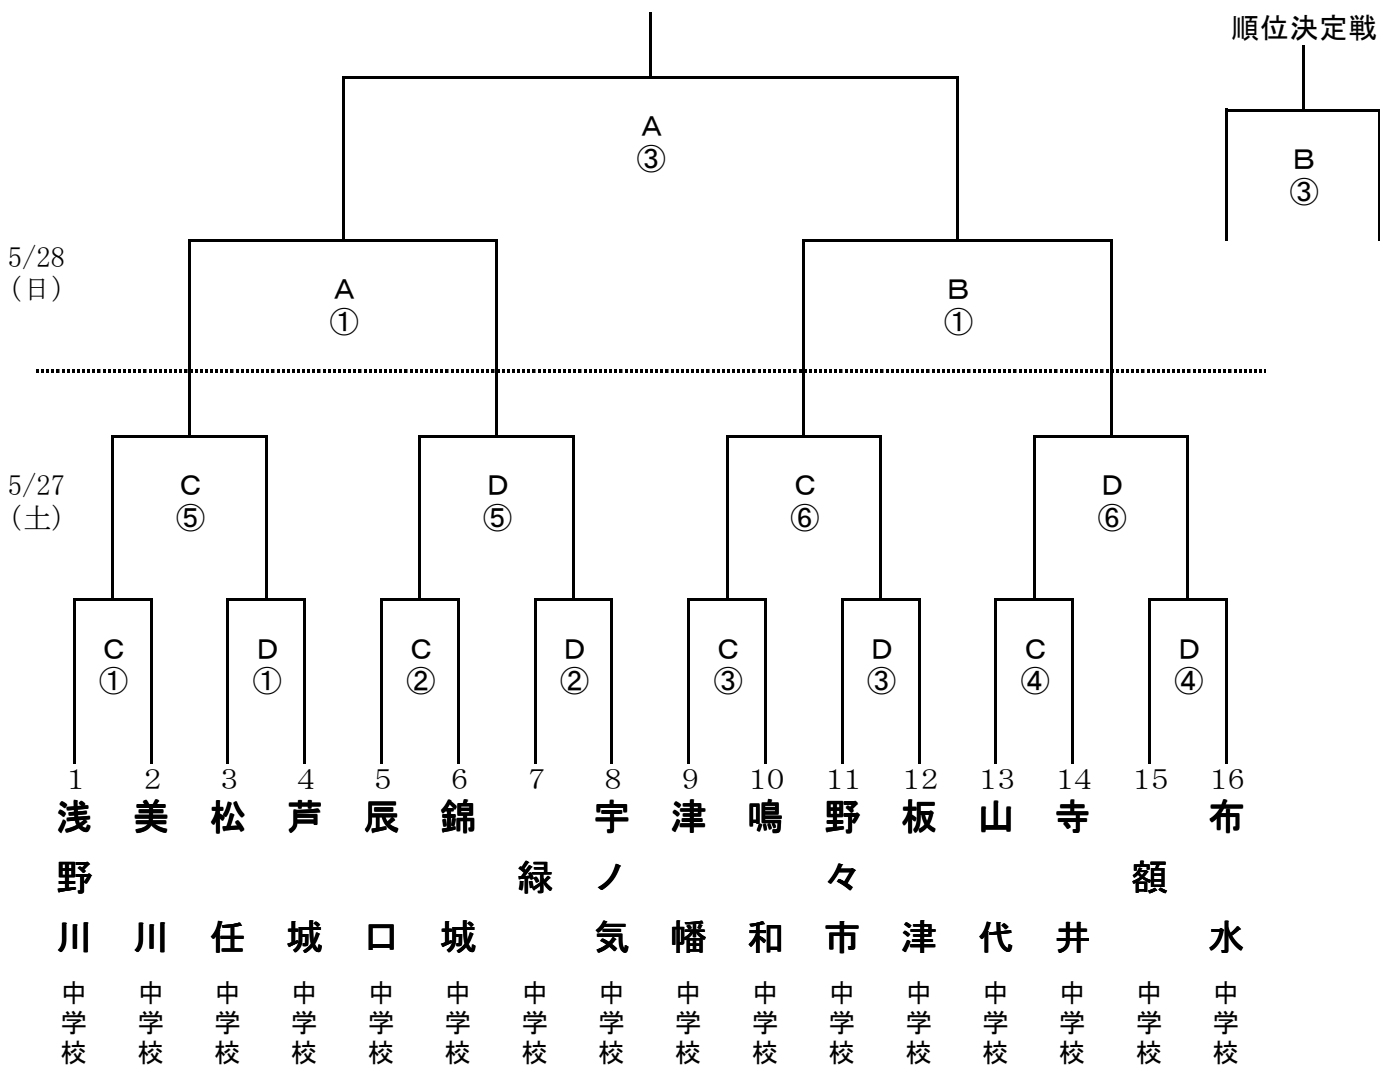 順位決定戦
A
③
B
③
5/28
（日）
A
①
B
①
5/27
（土）
C
⑤
D
⑤
C
⑥
D
⑥
C
①
D
①
C
②
D
②
C
③
D
③
C
④
D
④
1
浅野川中学校
2
美川中学校
3
松任中学校
4
芦城中学校
5
辰口中学校
6
錦城中学校
7
緑中学校
8
宇ノ気中学校
9
津幡中学校
10
鳴和中学校
11
野々市中学校
12
板津中学校
13
山代中学校
14
寺井中学校
15
額中学校
16
布水中学校